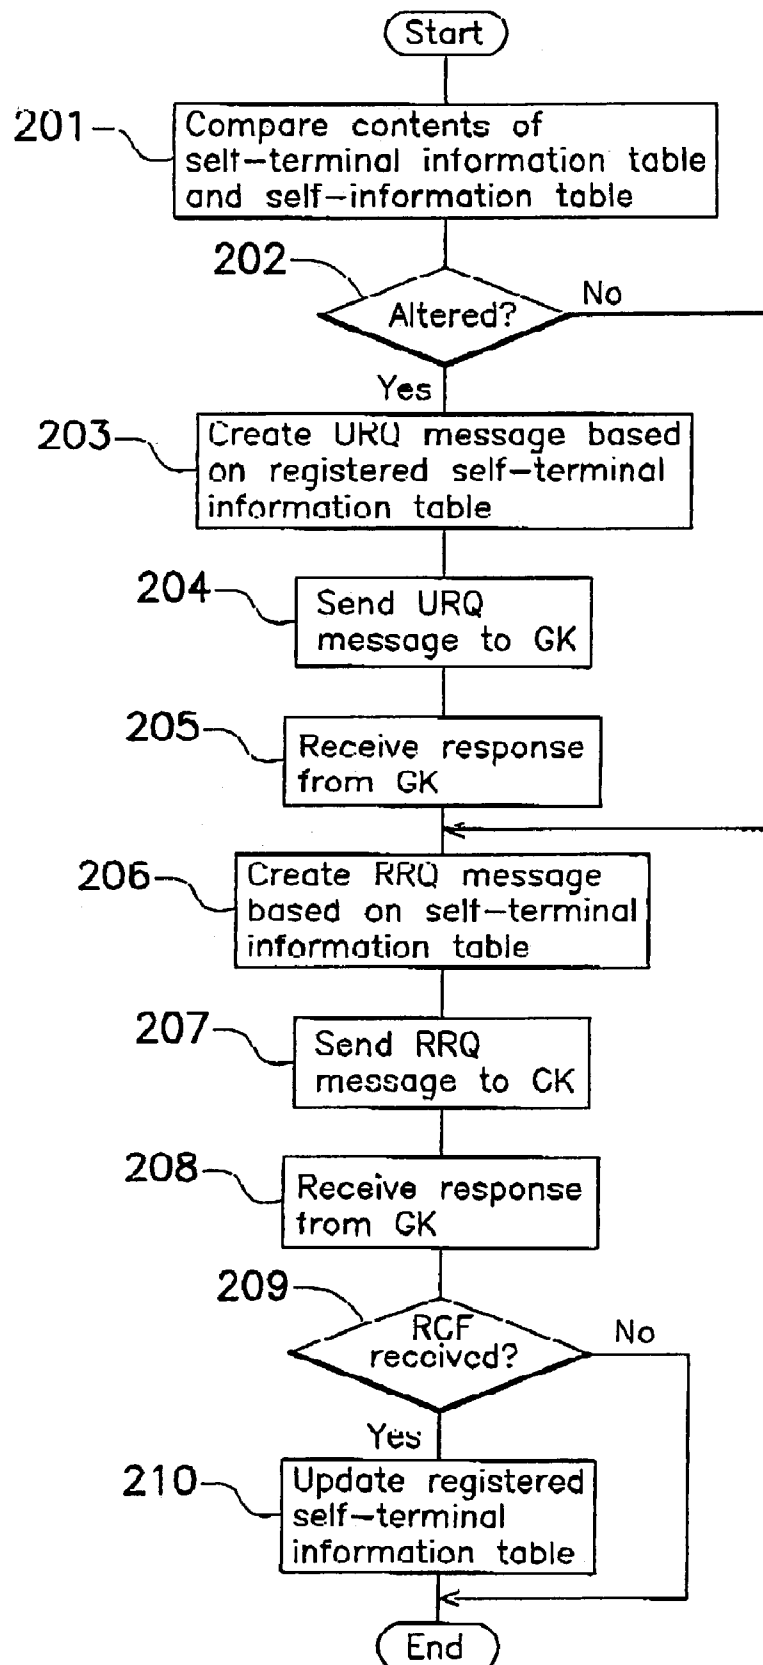 Start
201
Compare contents of
self-terminal information table
and self-information table
202
Altered?
No
Yes
203
Create URQ message based
on registered self-terminal
information table
204
Send URQ
message to GK
205
Receive response
from GK
206
Create RRQ message
based on self-terminal
information table
207
Send RRQ
message to CK
208
Receive response
from GK
209
RCF
received?
No
Yes
210
Update registered
self-terminal
information table
End